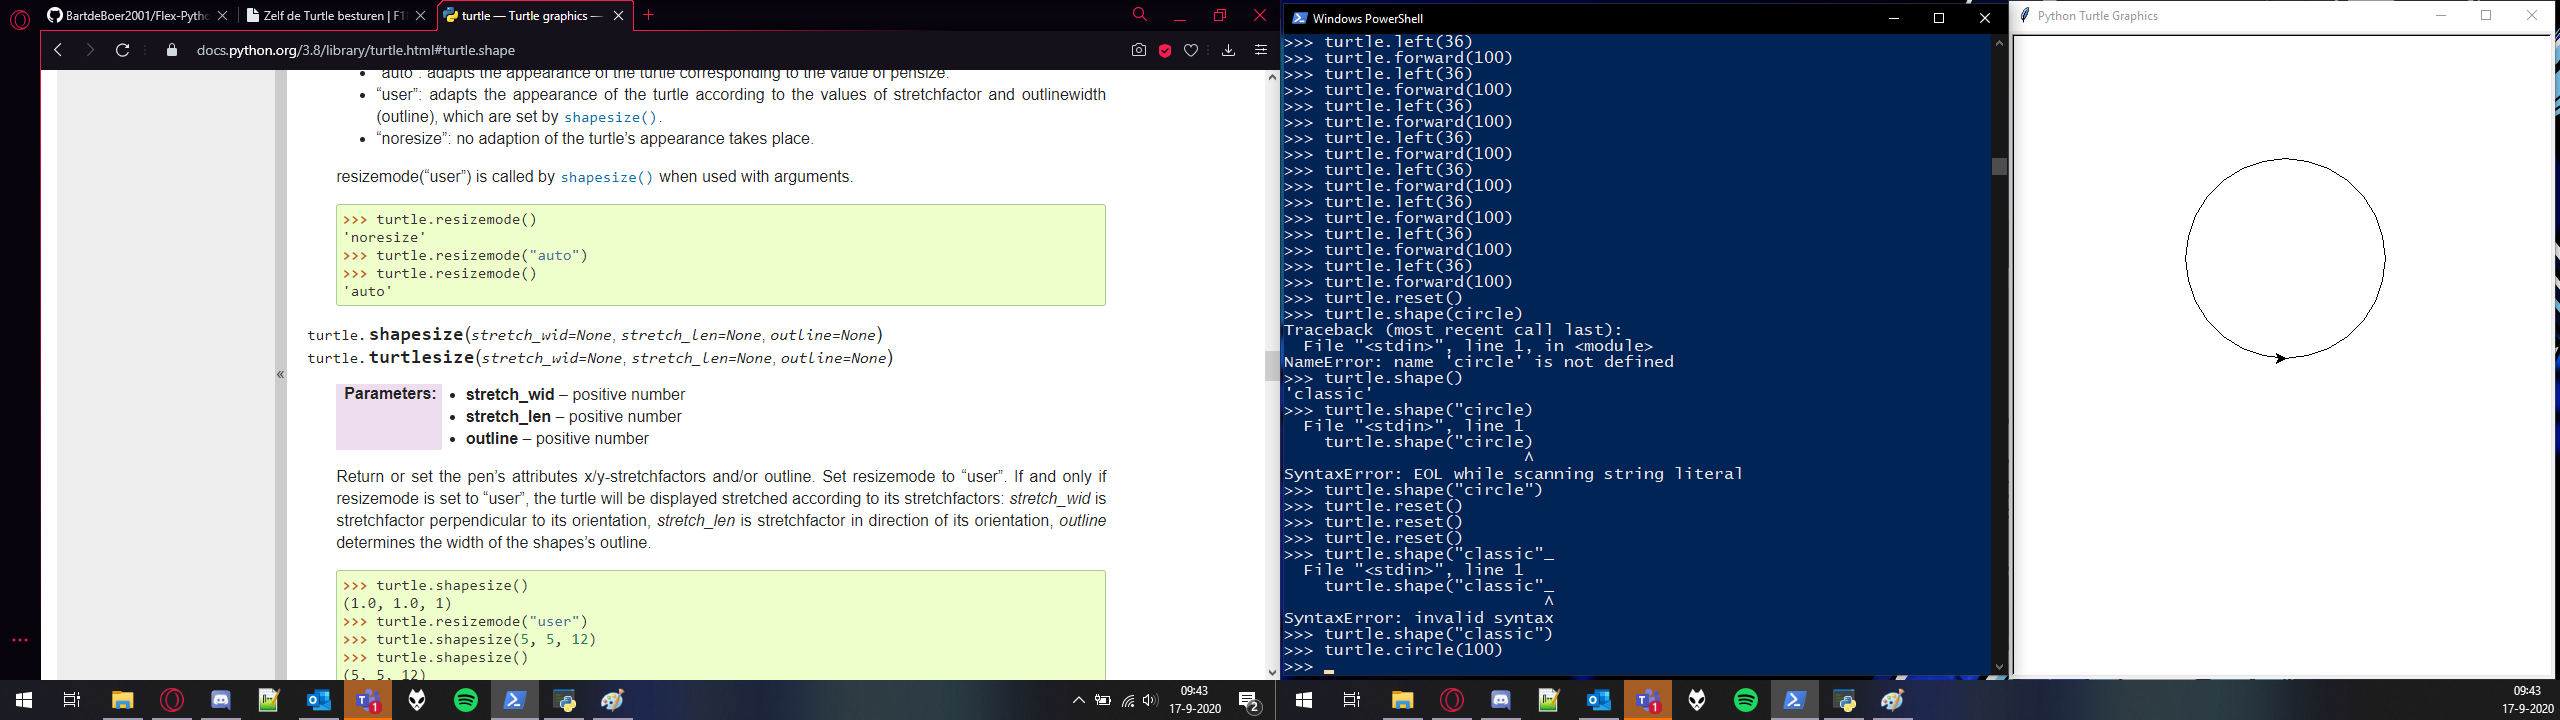 BartdeBoer2001/Flex-Pytho
Zelf de Turtle besturen | F1
turtle — Turtle graphics —
docs.python.org/3.8/library/turtle.html#turtle.shape
"auto": adapts the appearance of the turtle corresponding to the value of pensize.
• “user”: adapts the appearance of the turtle according to the values of stretchfactor and outlinewidth
(outline), which are set by shapesize().
• “noresize”: no adaption of the turtle’s appearance takes place.
resizemode(“user”) is called by shapesize() when used with arguments.
>>> turtle.resizemode()
'noresize'
>>> turtle.resizemode("auto")
>>> turtle.resizemode()
'auto'
turtle.shapesize(stretch_wid=None, stretch_len=None, outline=None)
turtle.turtlesize(stretch_wid=None, stretch_len=None, outline=None)
«
Parameters:
• stretch_wid – positive number
• stretch_len – positive number
• outline – positive number
Return or set the pen’s attributes x/y-stretchfactors and/or outline. Set resizemode to “user”. If and only if
resizemode is set to “user”, the turtle will be displayed stretched according to its stretchfactors: stretch_wid is
stretchfactor perpendicular to its orientation, stretch_len is stretchfactor in direction of its orientation, outline
determines the width of the shapes’s outline.
>>> turtle.shapesize()
(1.0, 1.0, 1)
>>> turtle.resizemode("user")
>>> turtle.shapesize(5, 5, 12)
>>> turtle.shapesize()
(5, 5, 12)
09:43
17-9-2020
2
Windows PowerShell
>>> turtle.left(36)
>>> turtle.forward(100)
>>> turtle.left(36)
>>> turtle.forward(100)
>>> turtle.left(36)
>>> turtle.forward(100)
>>> turtle.left(36)
>>> turtle.forward(100)
>>> turtle.left(36)
>>> turtle.forward(100)
>>> turtle.left(36)
>>> turtle.forward(100)
>>> turtle.left(36)
>>> turtle.forward(100)
>>> turtle.left(36)
>>> turtle.forward(100)
>>> turtle.reset()
>>> turtle.shape(circle)
Traceback (most recent call last):
  File "<stdin>", line 1, in <module>
NameError: name 'circle' is not defined
>>> turtle.shape()
'classic'
>>> turtle.shape("circle)
  File "<stdin>", line 1
    turtle.shape("circle)
                        ^
SyntaxError: EOL while scanning string literal
>>> turtle.shape("circle")
>>> turtle.reset()
>>> turtle.reset()
>>> turtle.reset()
>>> turtle.shape("classic"_
  File "<stdin>", line 1
    turtle.shape("classic"_
                          ^
SyntaxError: invalid syntax
>>> turtle.shape("classic")
>>> turtle.circle(100)
>>> _
Python Turtle Graphics
09:43
17-9-2020